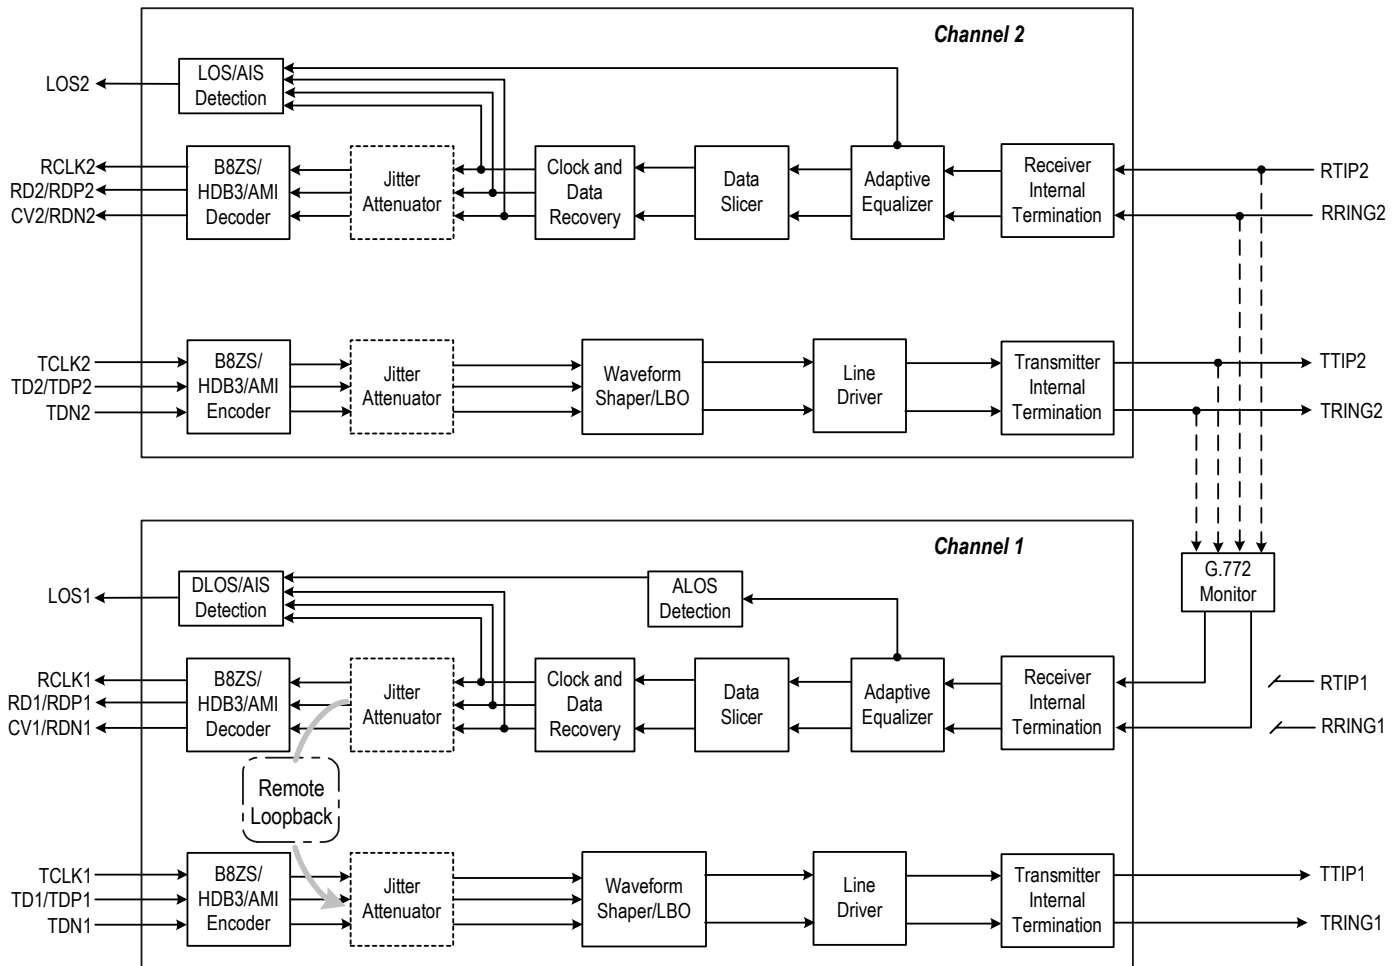 Channel 2
LOS2
LOS/AIS
Detection
RCLK2
RD2/RDP2
CV2/RDN2
B8ZS/
HDB3/AMI
Decoder
Jitter
Attenuator
Clock and
Data
Recovery
Data
Slicer
Adaptive
Equalizer
Receiver
Internal
Termination
RTIP2
RRING2
TCLK2
TD2/TDP2
TDN2
B8ZS/
HDB3/AMI
Encoder
Jitter
Attenuator
Waveform
Shaper/LBO
Line
Driver
Transmitter
Internal
Termination
TTIP2
TRING2
Channel 1
G.772
Monitor
LOS1
DLOS/AIS
Detection
ALOS
Detection
RCLK1
RD1/RDP1
CV1/RDN1
B8ZS/
HDB3/AMI
Decoder
Jitter
Attenuator
Clock and
Data
Recovery
Data
Slicer
Adaptive
Equalizer
Receiver
Internal
Termination
RTIP1
RRING1
Remote
Loopback
TCLK1
TD1/TDP1
TDN1
B8ZS/
HDB3/AMI
Encoder
Jitter
Attenuator
Waveform
Shaper/LBO
Line
Driver
Transmitter
Internal
Termination
TTIP1
TRING1